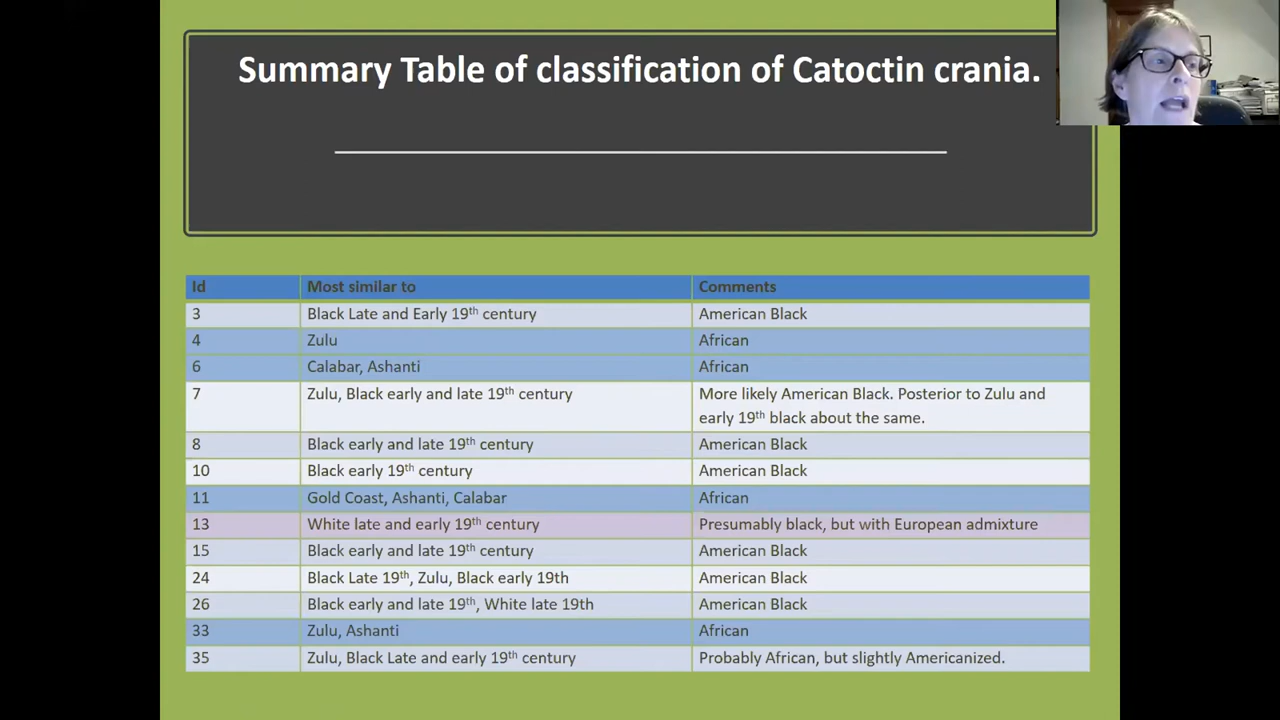 Summary Table of classification of Catoctin crania.
Id Most similar to Comments
3 Black Late and Early 19th century American Black
4 Zulu African
6 Calabar, Ashanti African
7 Zulu, Black early and late 19th century More likely American Black. Posterior to Zulu and
early 19th black about the same.
8 Black early and late 19th century American Black
10 Black early 19th century American Black
11 Gold Coast, Ashanti, Calabar African
13 White late and early 19th century Presumably black, but with European admixture
15 Black early and late 19th century American Black
24 Black Late 19th, Zulu, Black early 19th American Black
26 Black early and late 19th, White late 19th American Black
33 Zulu, Ashanti African
35 Zulu, Black Late and early 19th century Probably African, but slightly Americanized.